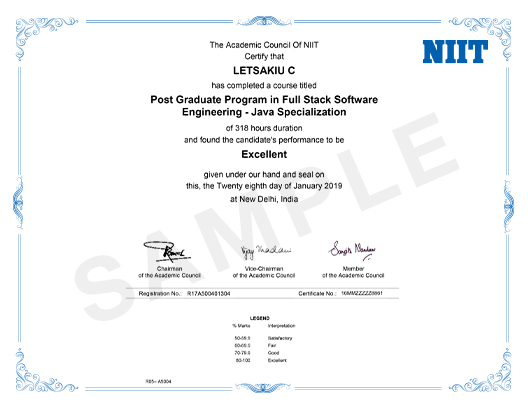 The Academic Council Of NIIT
Certify that
NIIT
LETSAKIU C
has completed a course titled
Post Graduate Program in Full Stack Software
Engineering - Java Specialization
of 318 hours duration
and found the candidate's performance to be
Excellent
given under our hand and seal on
this, the Twenty eighth day of January 2019
at New Delhi, India
SAMPLE
Chairman
of the Academic Council
Vice-Chairman
of the Academic Council
Member
of the Academic Council
Registration No.: R17A500401304
Certificate No.:
LEGEND
% Marks Interpretation
50-59.9 Satisfactory
60-69.9 Fair
70-79.9 Good
80-100 Excellent